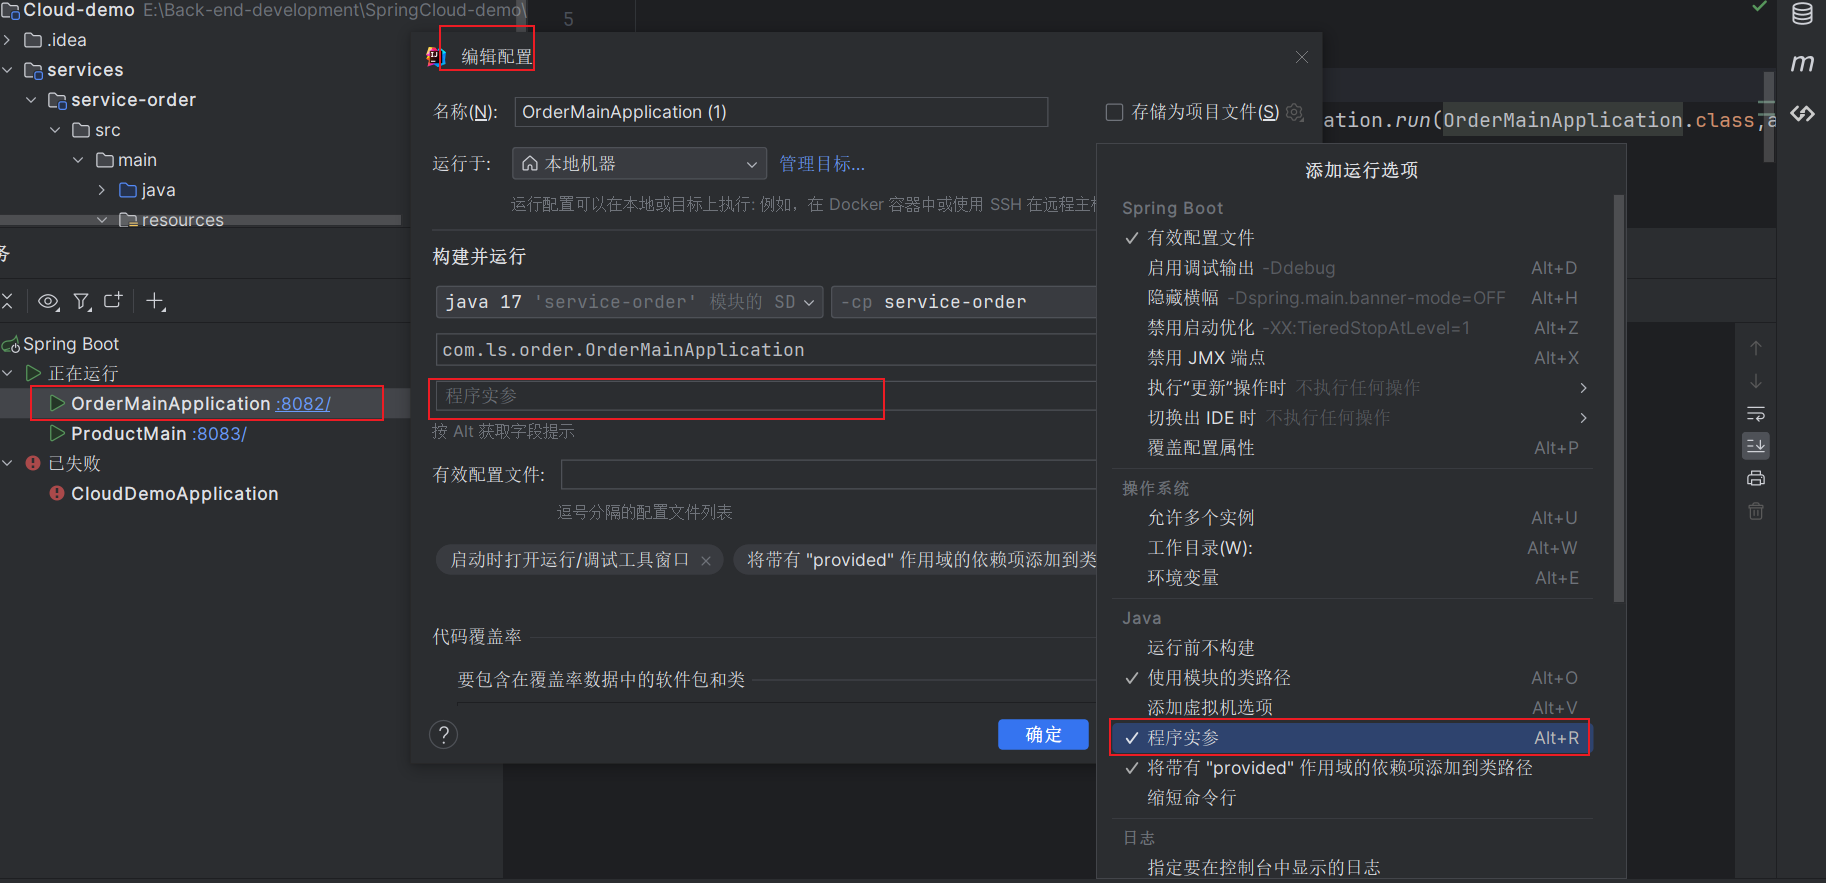 Cloud-demo E:\Back-end-development\SpringCloud-demo\
.idea
services
service-order
src
main
java
resources
务
Spring Boot
正在运行
OrderMainApplication :8082/
ProductMain :8083/
已失败
CloudDemoApplication
5
ation.run(OrderMainApplication.class,a
编辑配置
名称(N):
OrderMainApplication (1)
存储为项目文件(S)
运行于:
本地机器
管理目标...
运行配置可以在本地或目标上执行: 例如，在 Docker 容器中或使用 SSH 在远程主机
构建并运行
java 17 'service-order' 模块的 SD
-cp service-order
com.ls.order.OrderMainApplication
程序实参
按 Alt 获取字段提示
有效配置文件:
逗号分隔的配置文件列表
启动时打开运行/调试工具窗口 ×
将带有 "provided" 作用域的依赖项添加到类
代码覆盖率
要包含在覆盖率数据中的软件包和类
?
确定
添加运行选项
Spring Boot
有效配置文件
启用调试输出 -Ddebug Alt+D
隐藏横幅 -Dspring.main.banner-mode=OFF Alt+H
禁用启动优化 -XX:TieredStopAtLevel=1 Alt+Z
禁用 JMX 端点 Alt+X
执行“更新”操作时 不执行任何操作
切换出 IDE 时 不执行任何操作
覆盖配置属性 Alt+P
操作系统
允许多个实例 Alt+U
工作目录(W): Alt+W
环境变量 Alt+E
Java
运行前不构建
使用模块的类路径 Alt+O
添加虚拟机选项 Alt+V
程序实参 Alt+R
将带有 "provided" 作用域的依赖项添加到类路径
缩短命令行
日志
指定要在控制台中显示的日志
m